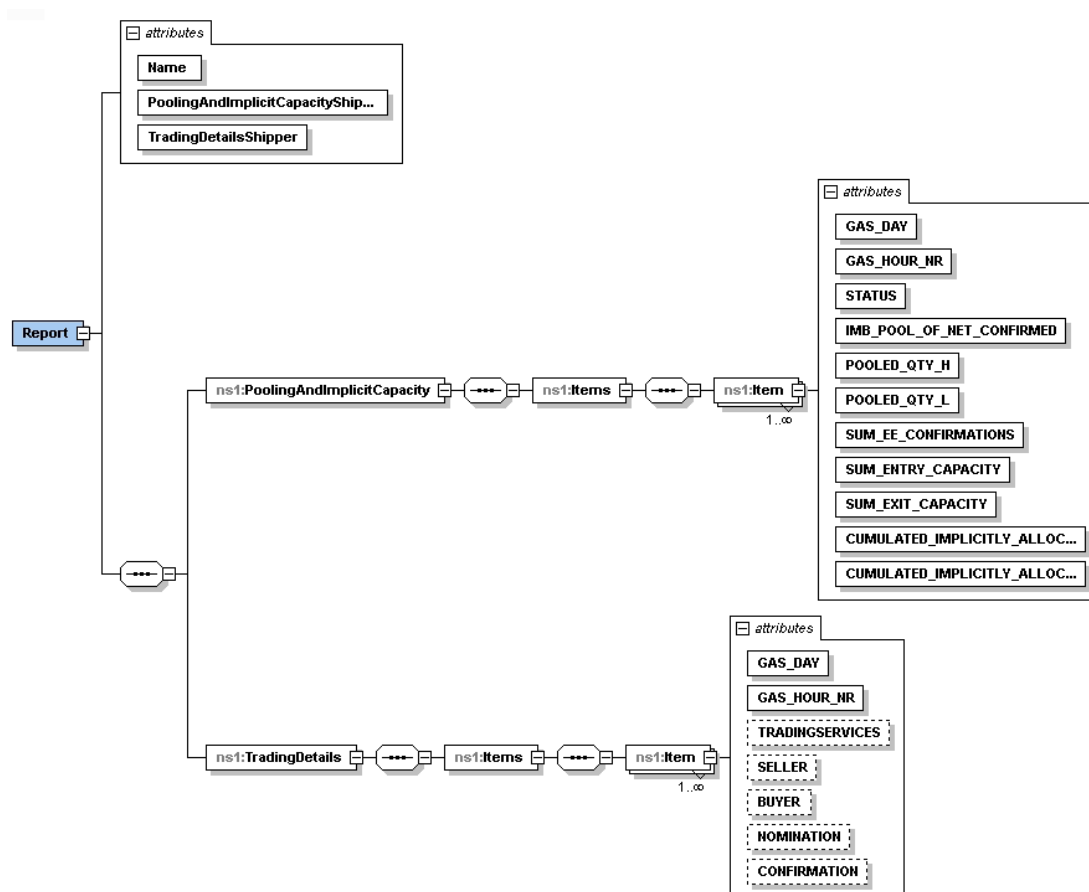 attributes
Name
PoolingAndImplicitCapacityShip...
TradingDetailsShipper
attributes
GAS_DAY
GAS_HOUR_NR
STATUS
Report
IMB_POOL_OF_NET_CONFIRMED
POOLED_QTY_H
ns1:PoolingAndImplicitCapacity ns1:Items ns1:Item
1..∞
POOLED_QTY_L
SUM_EE_CONFIRMATIONS
SUM_ENTRY_CAPACITY
SUM_EXIT_CAPACITY
CUMULATED_IMPLICITLY_ALLOC...
CUMULATED_IMPLICITLY_ALLOC...
attributes
GAS_DAY
GAS_HOUR_NR
TRADINGSERVICES
ns1:TradingDetails ns1:Items ns1:Item
1..∞
SELLER
BUYER
NOMINATION
CONFIRMATION